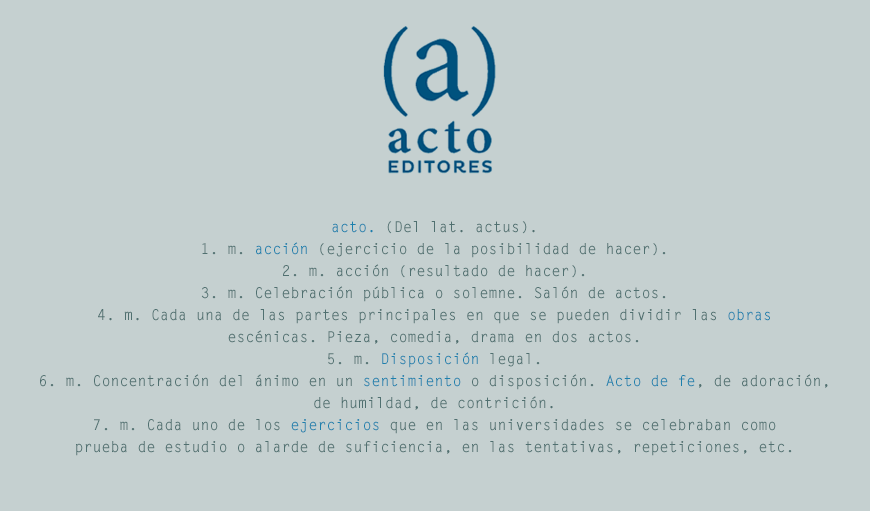 (a)
acto
EDITORES
acto. (Del lat. actus).
1. m. acción (ejercicio de la posibilidad de hacer).
2. m. acción (resultado de hacer).
3. m. Celebración pública o solemne. Salón de actos.
4. m. Cada una de las partes principales en que se pueden dividir las obras
escénicas. Pieza, comedia, drama en dos actos.
5. m. Disposición legal.
6. m. Concentración del ánimo en un sentimiento o disposición. Acto de fe, de adoración,
de humildad, de contrición.
7. m. Cada uno de los ejercicios que en las universidades se celebraban como
prueba de estudio o alarde de suficiencia, en las tentativas, repeticiones, etc.